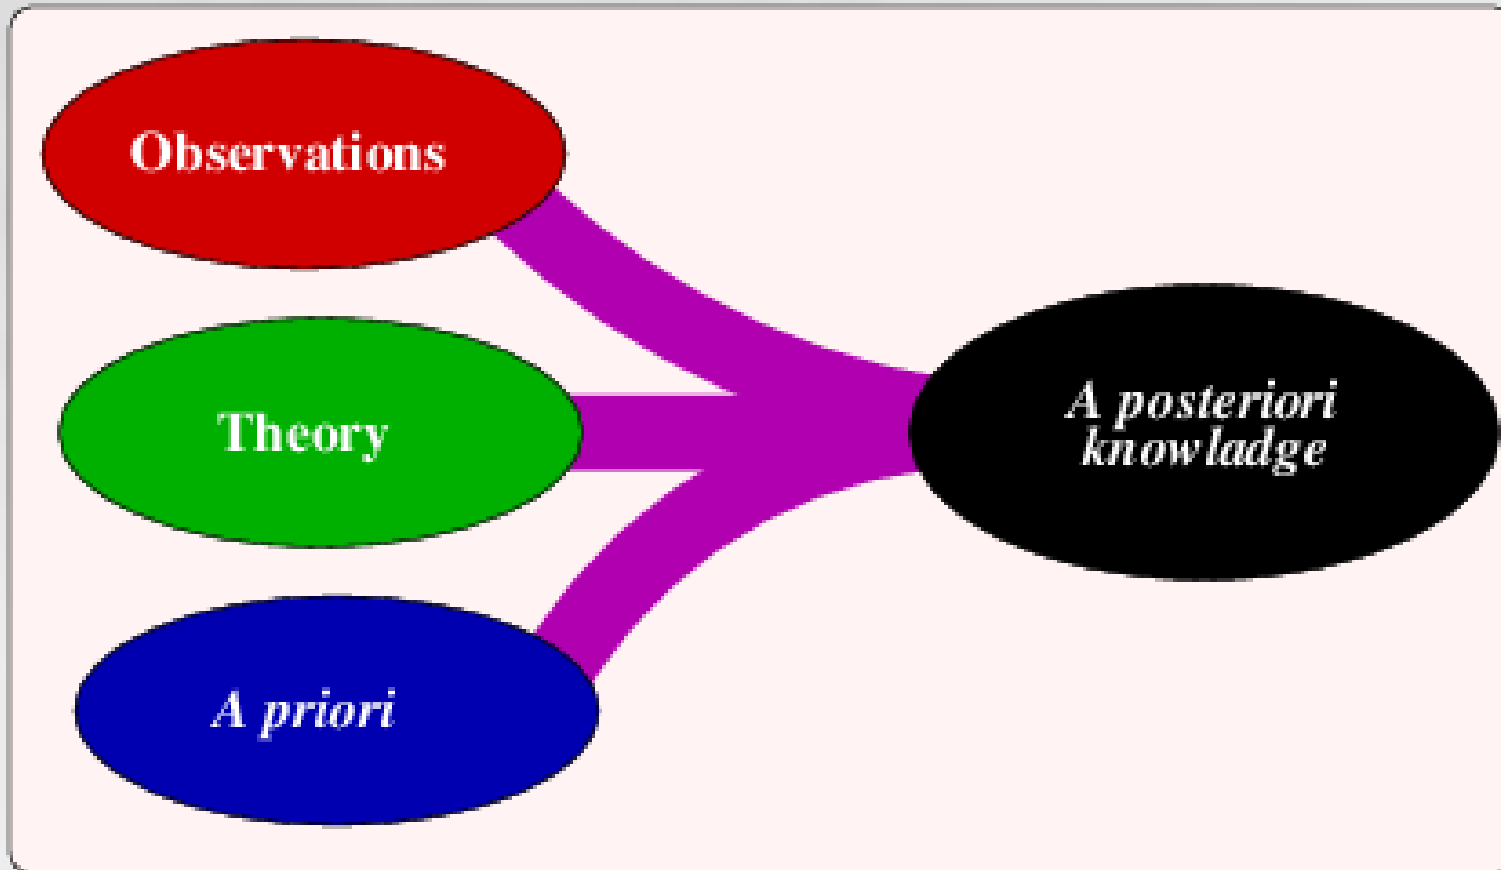 Observations
Theory
A priori
A posteriori
knowladge